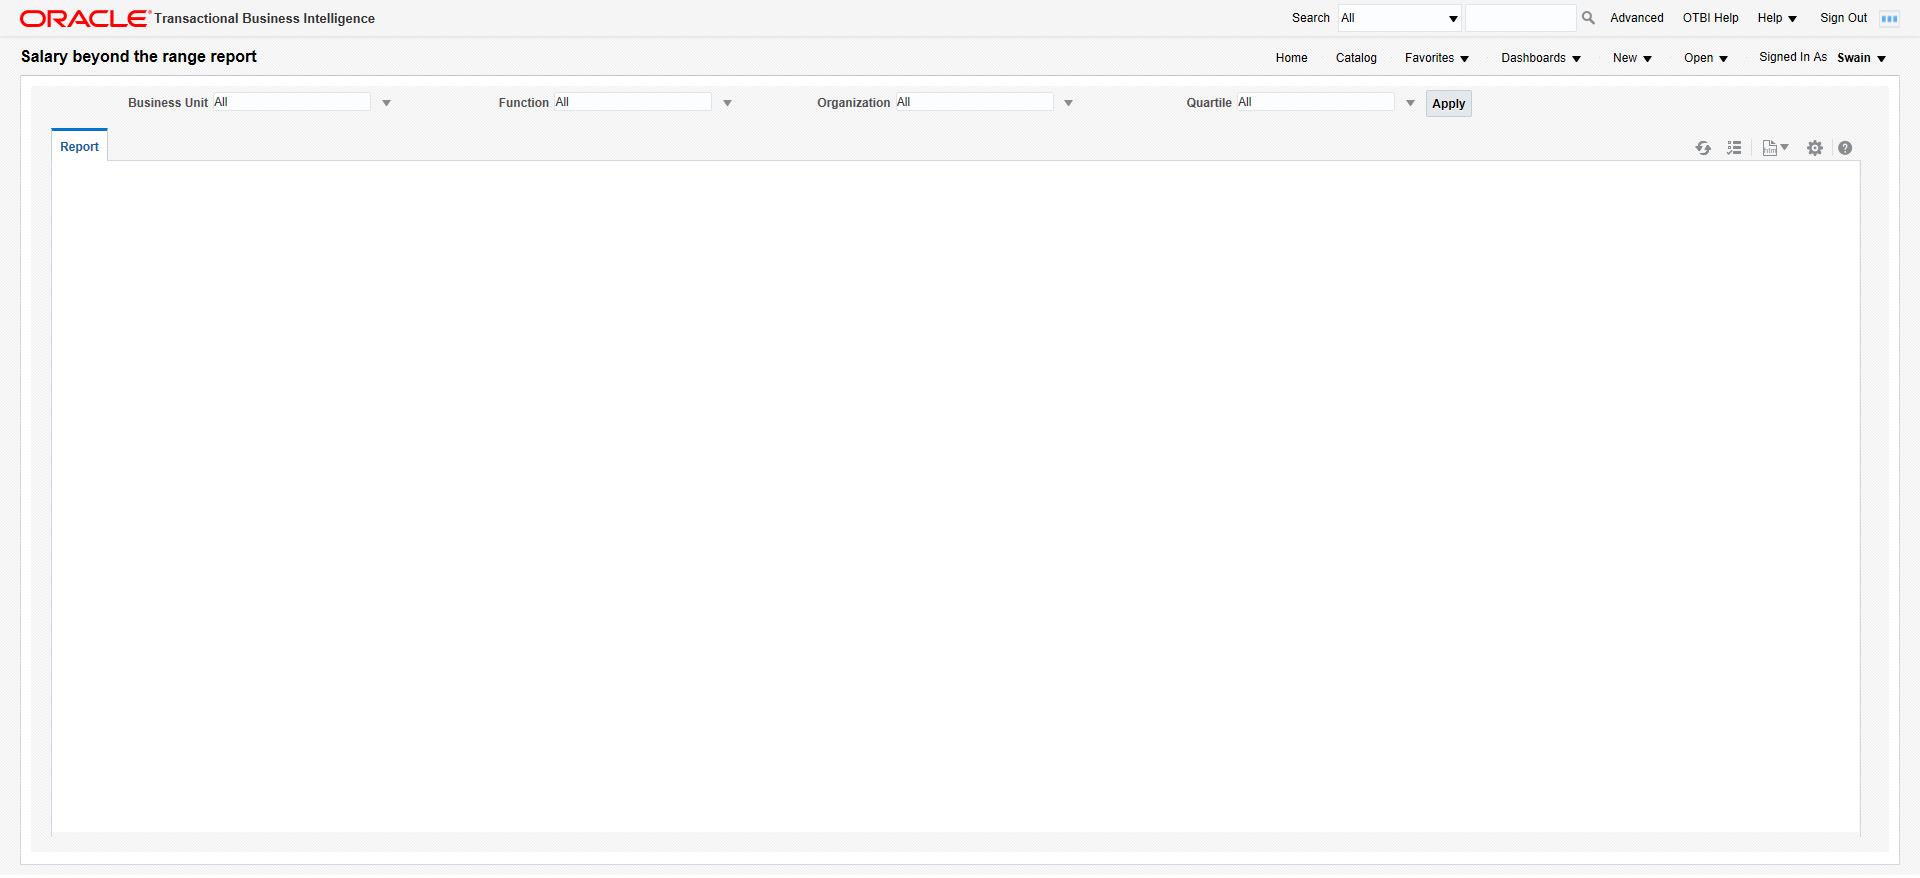 ORACLE Transactional Business Intelligence Search All Advanced OTBI Help Help Sign Out
Salary beyond the range report Home Catalog Favorites Dashboards New Open Signed In As Swain
Business Unit All Function All Organization All Quartile All Apply
Report